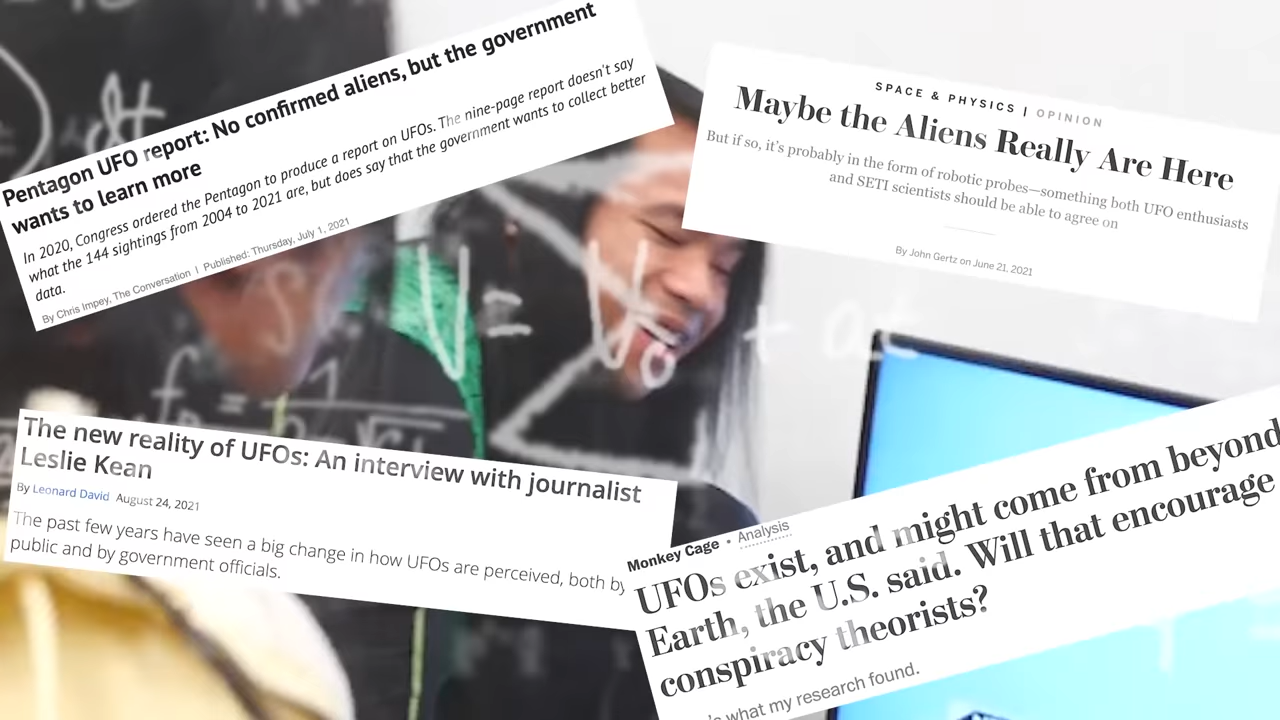 Pentagon UFO report: No confirmed aliens, but the government
wants to learn more
In 2020, Congress ordered the Pentagon to produce a report on UFOs. The nine-page report doesn't say
what the 144 sightings from 2004 to 2021 are, but does say that the government wants to collect better
data.
By Chris Impey, The Conversation | Published: Thursday, July 1, 2021
SPACE & PHYSICS | OPINION
Maybe the Aliens Really Are Here
But if so, it's probably in the form of robotic probes—something both UFO enthusiasts
and SETI scientists should be able to agree on
By John Gertz on June 21, 2021
dt
V = V₀ + at
The new reality of UFOs: An interview with journalist
Leslie Kean
By Leonard David August 24, 2021
The past few years have seen a big change in how UFOs are perceived, both by
public and by government officials.
Monkey Cage • Analysis
UFOs exist, and might come from beyond
Earth, the U.S. said. Will that encourage
conspiracy theorists?
's what my research found.